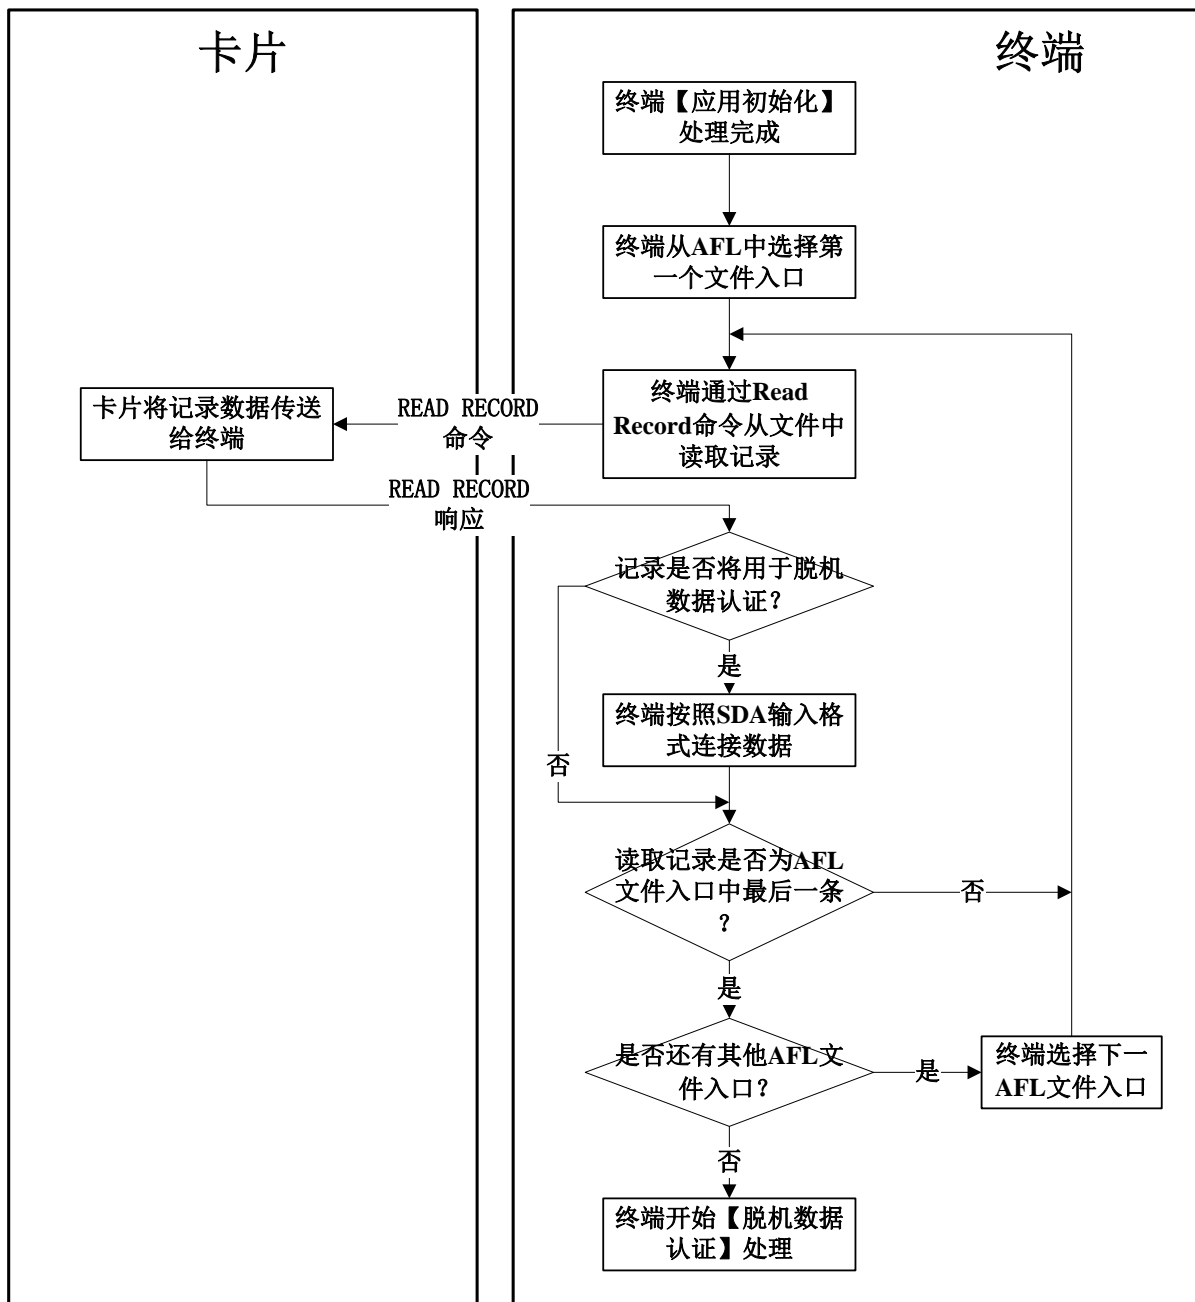 卡片
终端
终端【应用初始化】
处理完成
终端从AFL中选择第
一个文件入口
终端通过Read
Record命令从文件中
读取记录
READ RECORD
命令
卡片将记录数据传送
给终端
READ RECORD
响应
记录是否将用于脱机
数据认证？
是
终端按照SDA输入格
式连接数据
否
读取记录是否为AFL
文件入口中最后一条
？
否
是
是否还有其他AFL文
件入口？
是
终端选择下一
AFL文件入口
否
终端开始【脱机数据
认证】处理